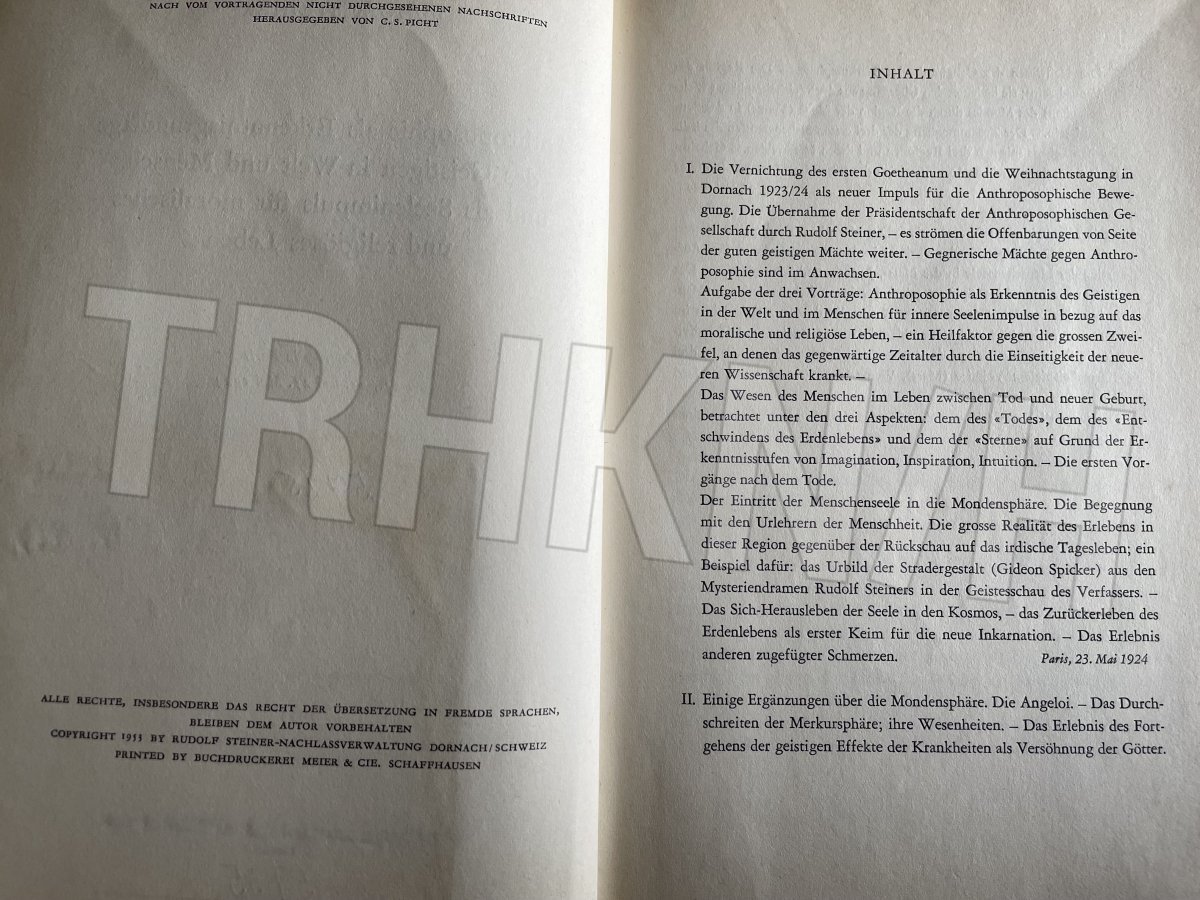 NACH VOM VORTRAGENDEN NICHT DURCHGESEHENEN NACHSCHRIFTEN
HERAUSGEGEBEN VON C. S. PICHT
ALLE RECHTE, INSBESONDERE DAS RECHT DER ÜBERSETZUNG IN FREMDE SPRACHEN,
BLEIBEN DEM AUTOR VORBEHALTEN
COPYRIGHT 1953 BY RUDOLF STEINER-NACHLASSVERWALTUNG DORNACH/SCHWEIZ
PRINTED BY BUCHDRUCKEREI MEIER & CIE. SCHAFFHAUSEN
INHALT
I. Die Vernichtung des ersten Goetheanum und die Weihnachtstagung in
Dornach 1923/24 als neuer Impuls für die Anthroposophische Bewe-
gung. Die Übernahme der Präsidentschaft der Anthroposophischen Ge-
sellschaft durch Rudolf Steiner, – es strömen die Offenbarungen von Seite
der guten geistigen Mächte weiter. – Gegnerische Mächte gegen Anthro-
posophie sind im Anwachsen.
Aufgabe der drei Vorträge: Anthroposophie als Erkenntnis des Geistigen
in der Welt und im Menschen für innere Seelenimpulse in bezug auf das
moralische und religiöse Leben, – ein Heilfaktor gegen die grossen Zwei-
fel, an denen das gegenwärtige Zeitalter durch die Einseitigkeit der neue-
ren Wissenschaft krankt. –
Das Wesen des Menschen im Leben zwischen Tod und neuer Geburt,
betrachtet unter den drei Aspekten: dem des «Todes», dem des «Ent-
schwindens des Erdenlebens» und dem der «Sterne» auf Grund der Er-
kenntnisstufen von Imagination, Inspiration, Intuition. – Die ersten Vor-
gänge nach dem Tode.
Der Eintritt der Menschenseele in die Mondensphäre. Die Begegnung
mit den Urlehrern der Menschheit. Die grosse Realität des Erlebens in
dieser Region gegenüber der Rückschau auf das irdische Tagesleben; ein
Beispiel dafür: das Urbild der Stradergestalt (Gideon Spicker) aus den
Mysteriendramen Rudolf Steiners in der Geistesschau des Verfassers. –
Das Sich-Herausleben der Seele in den Kosmos, – das Zurückerleben des
Erdenlebens als erster Keim für die neue Inkarnation. – Das Erlebnis
anderen zugefügter Schmerzen. Paris, 23. Mai 1924
II. Einige Ergänzungen über die Mondensphäre. Die Angeloi. – Das Durch-
schreiten der Merkursphäre; ihre Wesenheiten. – Das Erlebnis des Fort-
gehens der geistigen Effekte der Krankheiten als Versöhnung der Götter.
TRHKNVH